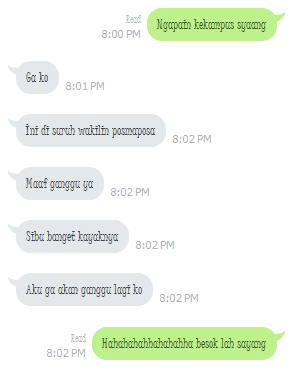 Read
8:00 PM
Ngapain kekampus syaang
Ga ko
8:01 PM
Ini di suruh wakilin posmaposa
8:02 PM
Maaf ganggu ya
8:02 PM
Sibu banget kayaknya
8:02 PM
Aku ga akan ganggu lagi ko
8:02 PM
Read
8:02 PM
Hahahahahhahahahha besok lah sayang